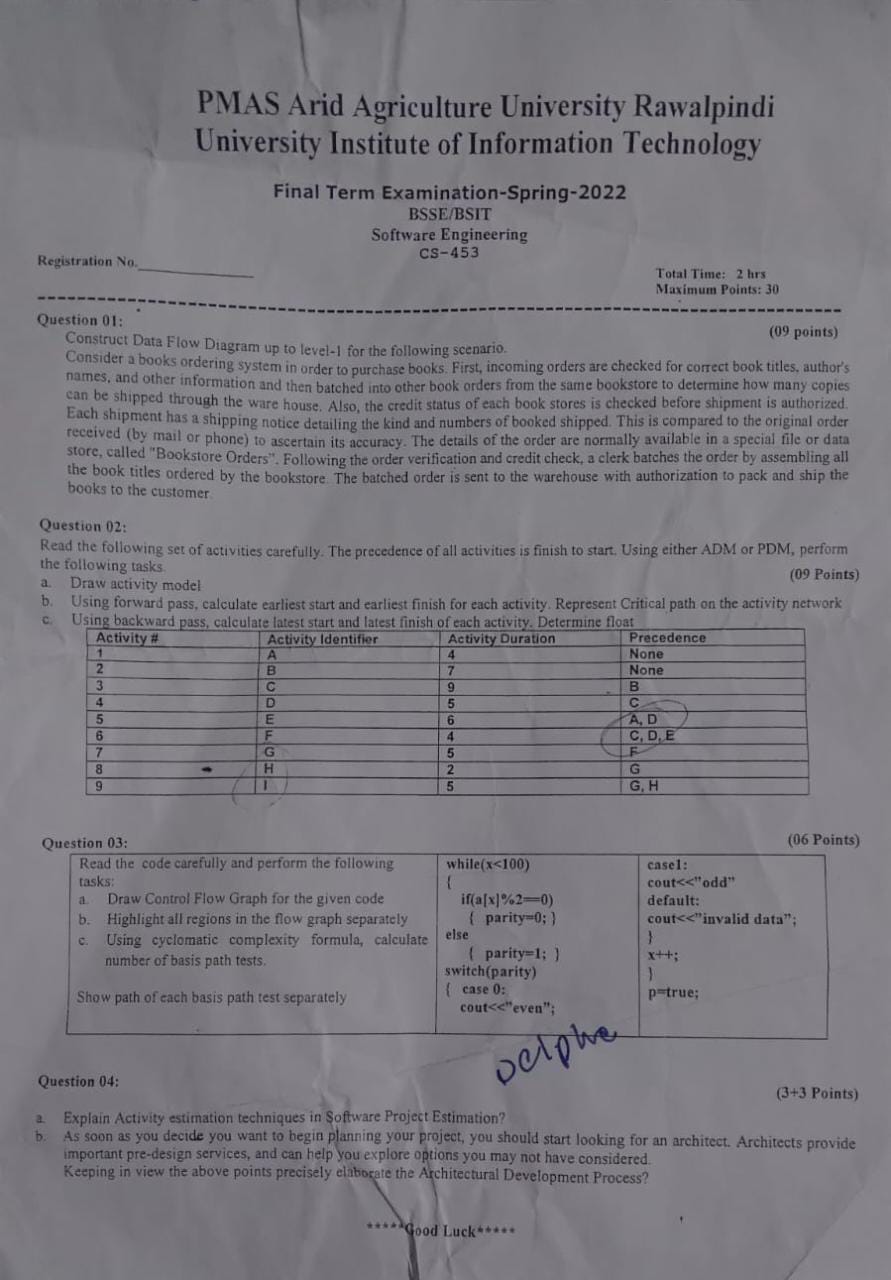 PMAS Arid Agriculture University Rawalpindi
University Institute of Information Technology
Final Term Examination-Spring-2022
BSSE/BSIT
Software Engineering
CS-453
Registration No.
Total Time: 2 hrs
Maximum Points: 30
Question 01:
(09 points)
Construct Data Flow Diagram up to level-1 for the following scenario.
Consider a books ordering system in order to purchase books. First, incoming orders are checked for correct book titles, author's
names, and other information and then batched into other book orders from the same bookstore to determine how many copies
can be shipped through the ware house. Also, the credit status of each book stores is checked before shipment is authorized.
Each shipment has a shipping notice detailing the kind and numbers of booked shipped. This is compared to the original order
received (by mail or phone) to ascertain its accuracy. The details of the order are normally available in a special file or data
store, called "Bookstore Orders". Following the order verification and credit check, a clerk batches the order by assembling all
the book titles ordered by the bookstore. The batched order is sent to the warehouse with authorization to pack and ship the
books to the customer.
Question 02:
Read the following set of activities carefully. The precedence of all activities is finish to start. Using either ADM or PDM, perform
the following tasks.
(09 Points)
a. Draw activity model
b. Using forward pass, calculate earliest start and earliest finish for each activity. Represent Critical path on the activity network
c. Using backward pass, calculate latest start and latest finish of each activity. Determine float
Activity # Activity Identifier Activity Duration Precedence
1 A 4 None
2 B 7 None
3 C 9 B
4 D 5 C
5 E 6 A, D
6 F 4 C, D, E
7 G 5 F
8 H 2 G
9 I 5 G, H
Question 03:
(06 Points)
Read the code carefully and perform the following
tasks:
a. Draw Control Flow Graph for the given code
b. Highlight all regions in the flow graph separately
c. Using cyclomatic complexity formula, calculate
number of basis path tests.
Show path of each basis path test separately
while(x<100)
{
if(a[x]%2==0)
{ parity=0; }
else
{ parity=1; }
switch(parity)
{ case 0:
cout<<"even";
case1:
cout<<"odd"
default:
cout<<"invalid data";
}
x++;
}
p=true;
Question 04:
(3+3 Points)
a. Explain Activity estimation techniques in Software Project Estimation?
b. As soon as you decide you want to begin planning your project, you should start looking for an architect. Architects provide
important pre-design services, and can help you explore options you may not have considered.
Keeping in view the above points precisely elaborate the Architectural Development Process?
*****Good Luck*****